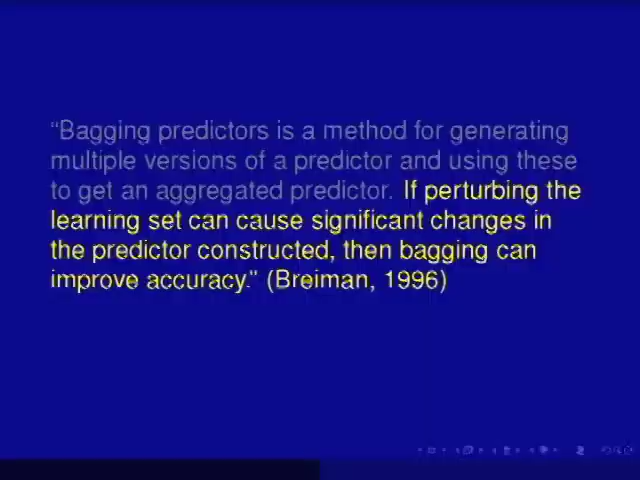 “Bagging predictors is a method for generating
multiple versions of a predictor and using these
to get an aggregated predictor. If perturbing the
learning set can cause significant changes in
the predictor constructed, then bagging can
improve accuracy.” (Breiman, 1996)